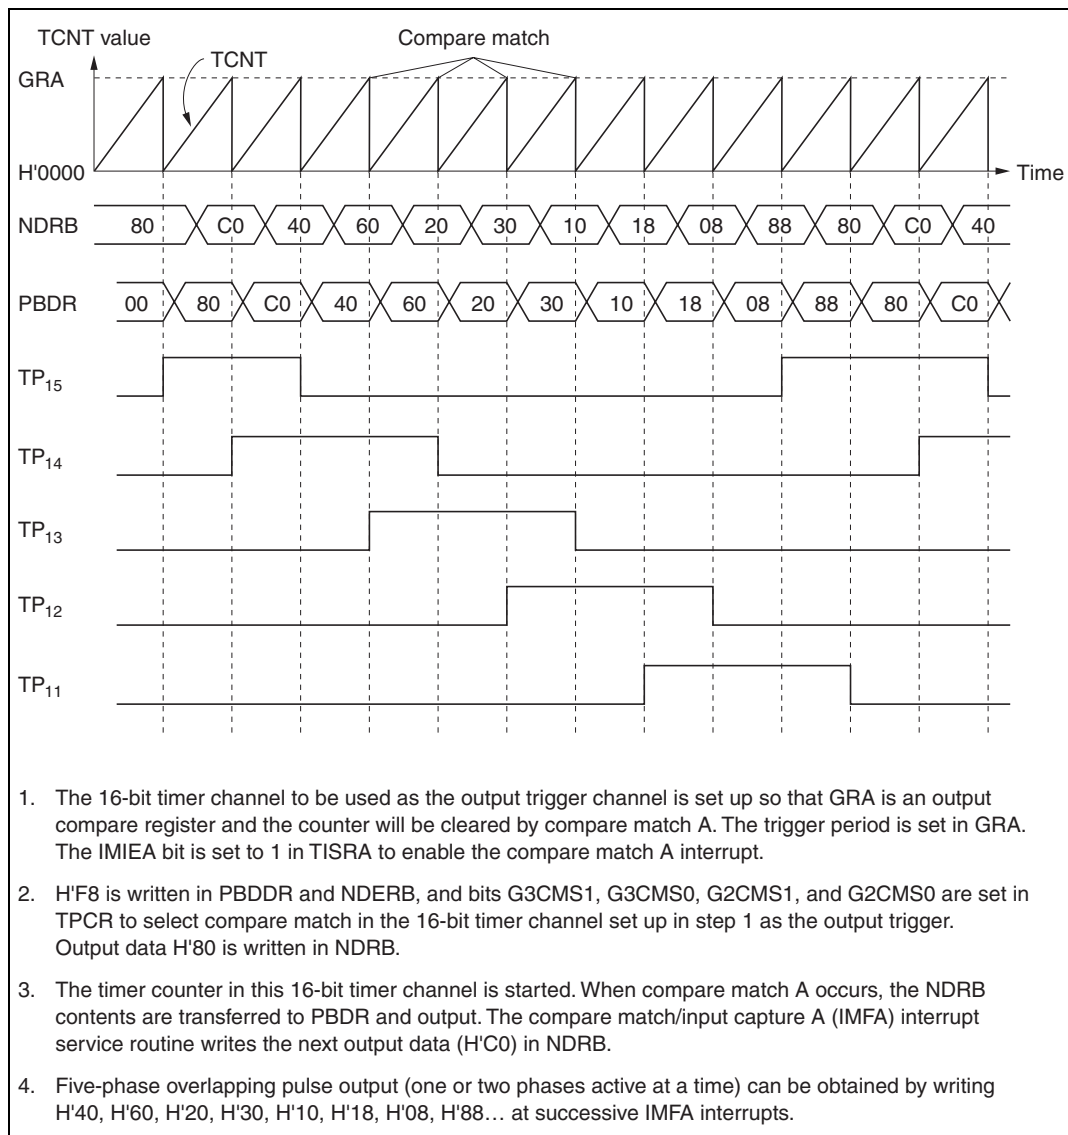 TCNT value
Compare match
TCNT
GRA
H'0000
Time
NDRB 80 C0 40 60 20 30 10 18 08 88 80 C0 40
PBDR 00 80 C0 40 60 20 30 10 18 08 88 80 C0
TP15
TP14
TP13
TP12
TP11
1. The 16-bit timer channel to be used as the output trigger channel is set up so that GRA is an output
compare register and the counter will be cleared by compare match A. The trigger period is set in GRA.
The IMIEA bit is set to 1 in TISRA to enable the compare match A interrupt.
2. H'F8 is written in PBDDR and NDERB, and bits G3CMS1, G3CMS0, G2CMS1, and G2CMS0 are set in
TPCR to select compare match in the 16-bit timer channel set up in step 1 as the output trigger.
Output data H'80 is written in NDRB.
3. The timer counter in this 16-bit timer channel is started. When compare match A occurs, the NDRB
contents are transferred to PBDR and output. The compare match/input capture A (IMFA) interrupt
service routine writes the next output data (H'C0) in NDRB.
4. Five-phase overlapping pulse output (one or two phases active at a time) can be obtained by writing
H'40, H'60, H'20, H'30, H'10, H'18, H'08, H'88… at successive IMFA interrupts.